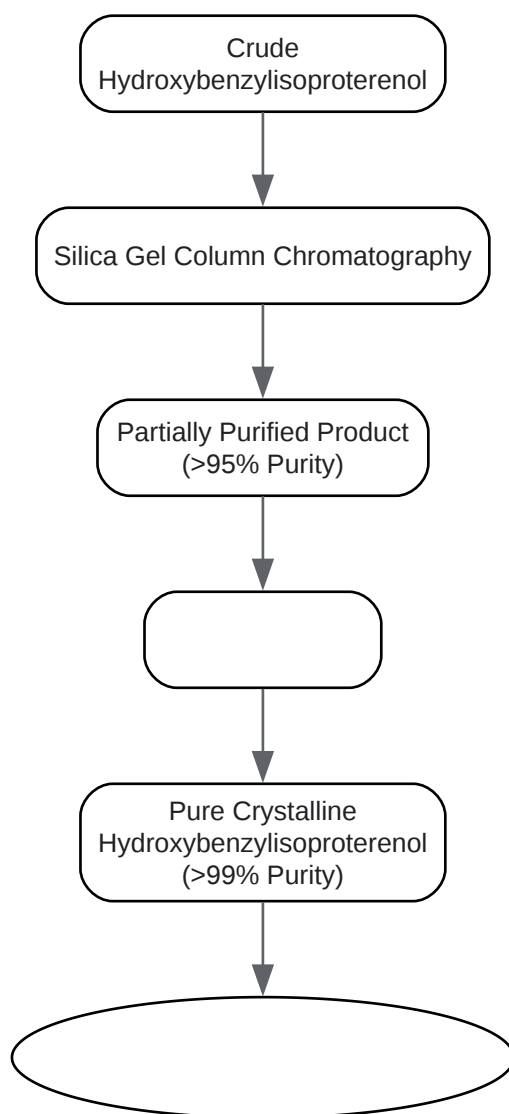 Crude
Hydroxybenzylisoproterenol
Silica Gel Column Chromatography
Partially Purified Product
(>95% Purity)
Pure Crystalline
Hydroxybenzylisoproterenol
(>99% Purity)